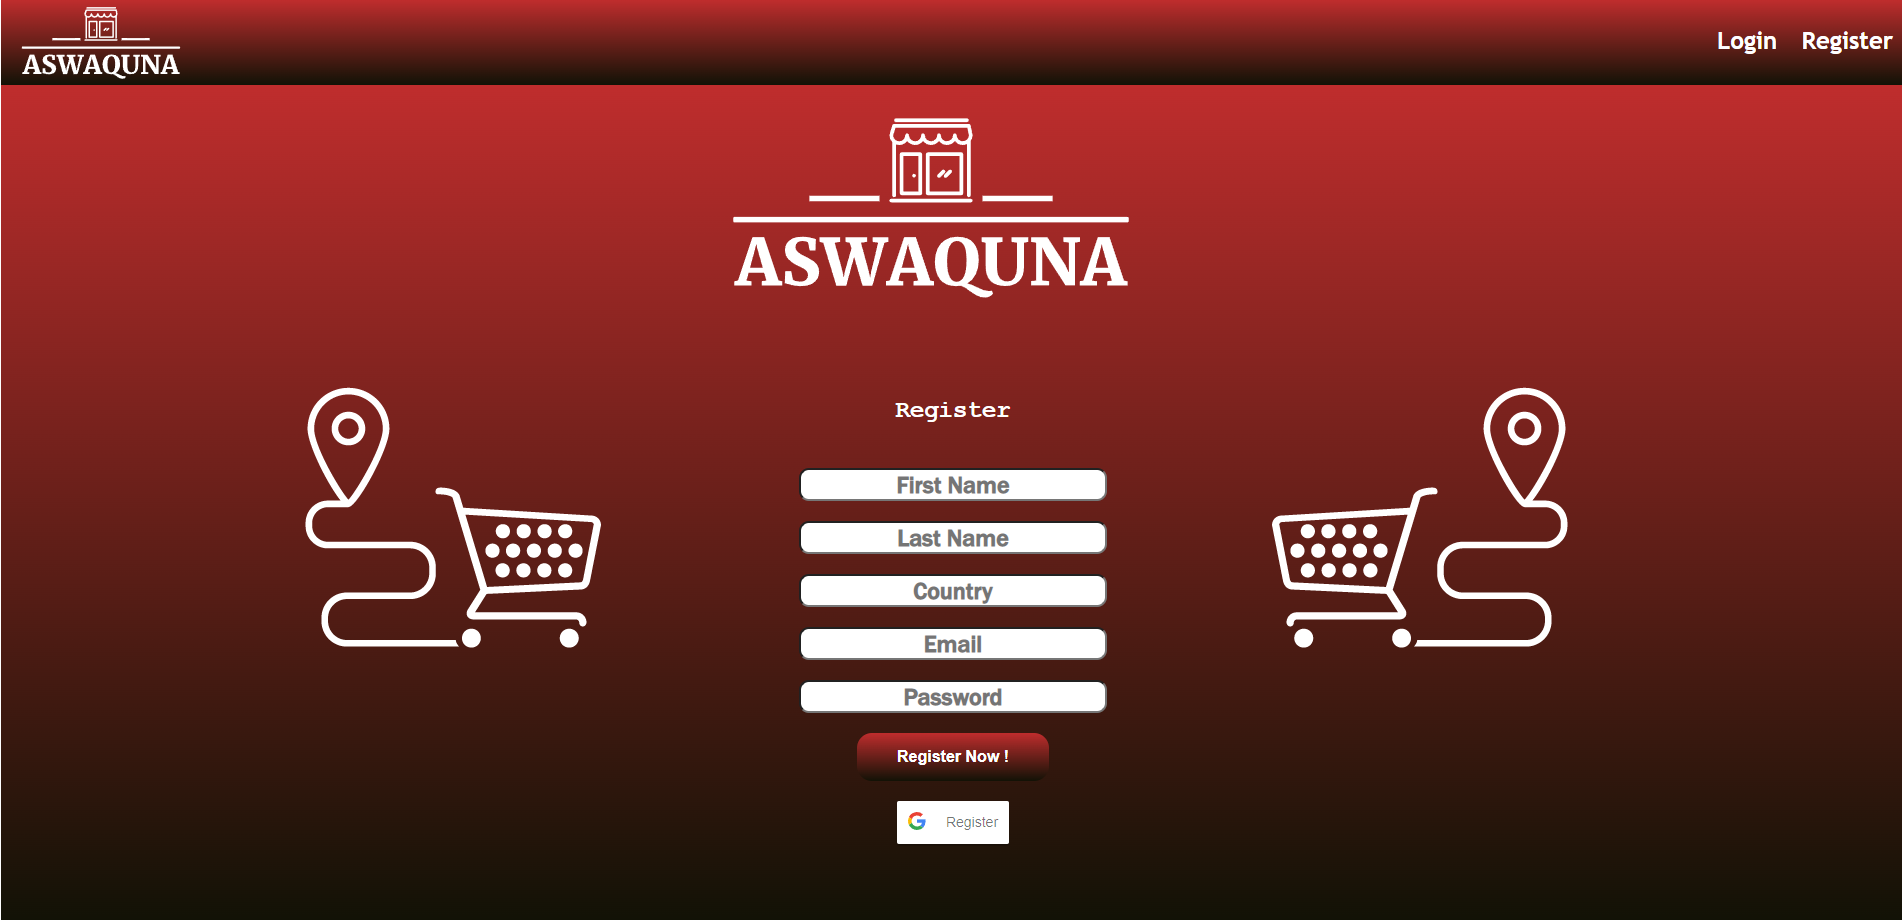 ASWAQUNA
Login Register
ASWAQUNA
Register
First Name
Last Name
Country
Email
Password
Register Now !
Register